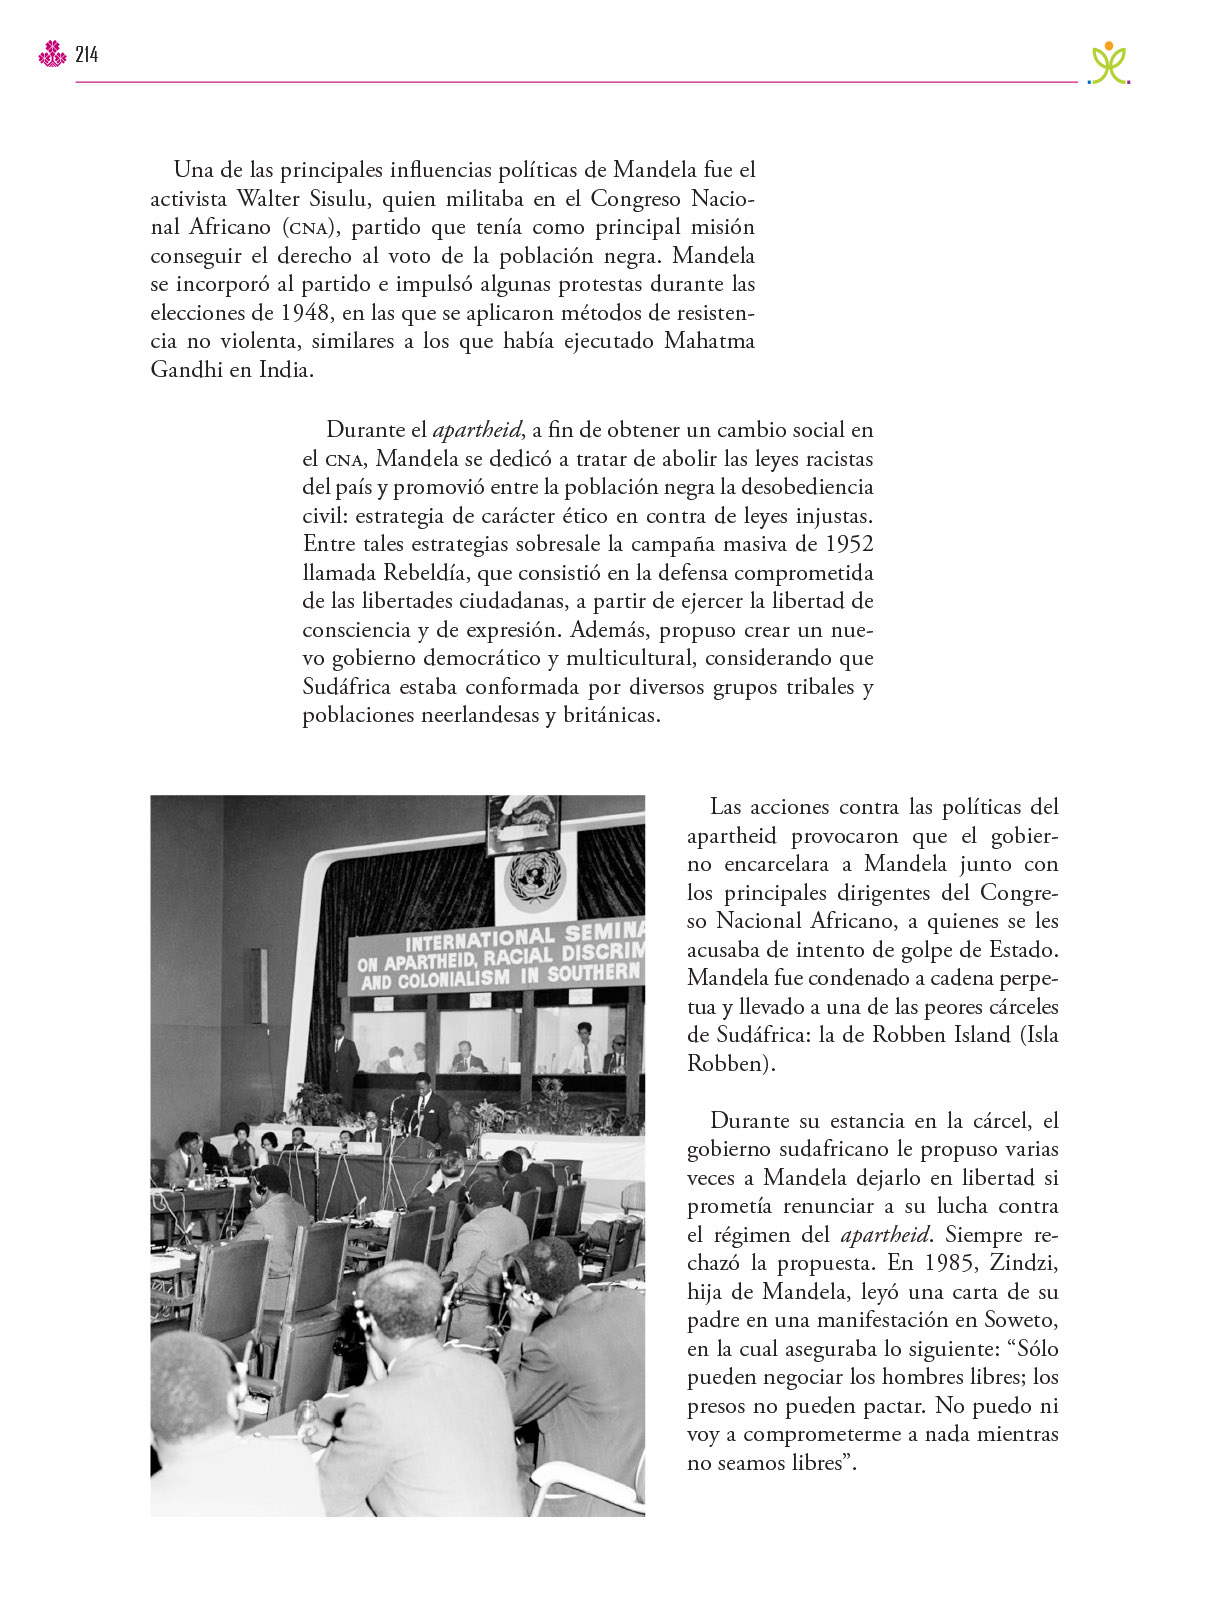 214
Una de las principales influencias políticas de Mandela fue el
activista Walter Sisulu, quien militaba en el Congreso Nacio-
nal Africano (CNA), partido que tenía como principal misión
conseguir el derecho al voto de la población negra. Mandela
se incorporó al partido e impulsó algunas protestas durante las
elecciones de 1948, en las que se aplicaron métodos de resisten-
cia no violenta, similares a los que había ejecutado Mahatma
Gandhi en India.
Durante el apartheid, a fin de obtener un cambio social en
el CNA, Mandela se dedicó a tratar de abolir las leyes racistas
del país y promovió entre la población negra la desobediencia
civil: estrategia de carácter ético en contra de leyes injustas.
Entre tales estrategias sobresale la campaña masiva de 1952
llamada Rebeldía, que consistió en la defensa comprometida
de las libertades ciudadanas, a partir de ejercer la libertad de
consciencia y de expresión. Además, propuso crear un nue-
vo gobierno democrático y multicultural, considerando que
Sudáfrica estaba conformada por diversos grupos tribales y
poblaciones neerlandesas y británicas.
INTERNATIONAL SEMINA
ON APARTHEID, RACIAL DISCRIM
AND COLONIALISM IN SOUTHERN
Las acciones contra las políticas del
apartheid provocaron que el gobier-
no encarcelara a Mandela junto con
los principales dirigentes del Congre-
so Nacional Africano, a quienes se les
acusaba de intento de golpe de Estado.
Mandela fue condenado a cadena perpe-
tua y llevado a una de las peores cárceles
de Sudáfrica: la de Robben Island (Isla
Robben).
Durante su estancia en la cárcel, el
gobierno sudafricano le propuso varias
veces a Mandela dejarlo en libertad si
prometía renunciar a su lucha contra
el régimen del apartheid. Siempre re-
chazó la propuesta. En 1985, Zindzi,
hija de Mandela, leyó una carta de su
padre en una manifestación en Soweto,
en la cual aseguraba lo siguiente: “Sólo
pueden negociar los hombres libres; los
presos no pueden pactar. No puedo ni
voy a comprometerme a nada mientras
no seamos libres”.